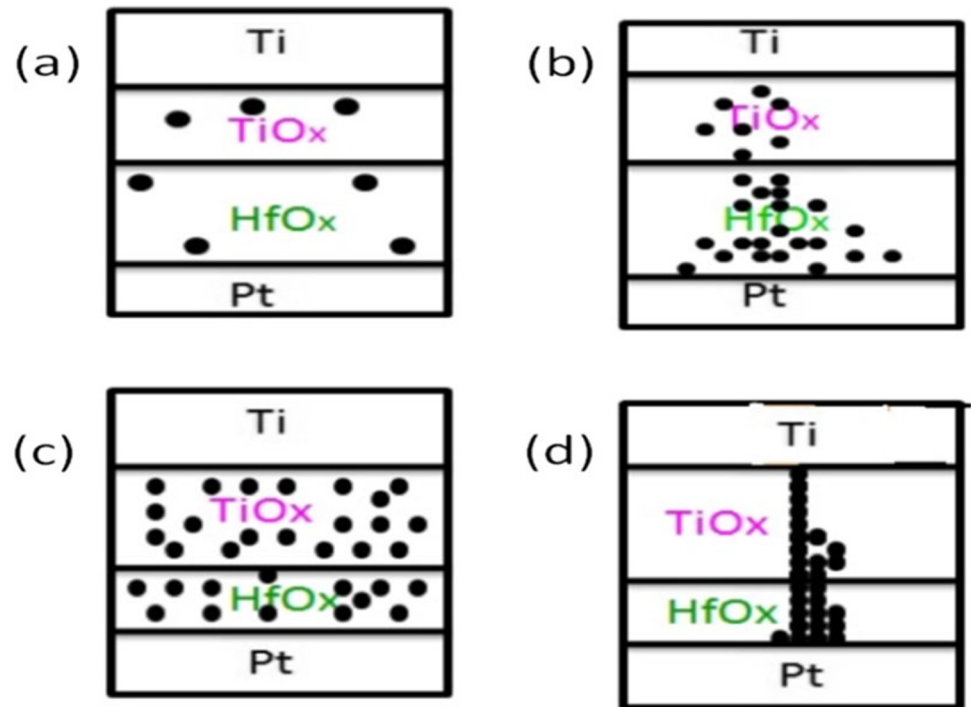 (a)
Ti
TiOx
HfOx
Pt
(b)
Ti
TiOx
HfOx
Pt
(c)
Ti
TiOx
HfOx
Pt
(d)
Ti
TiOx
HfOx
Pt